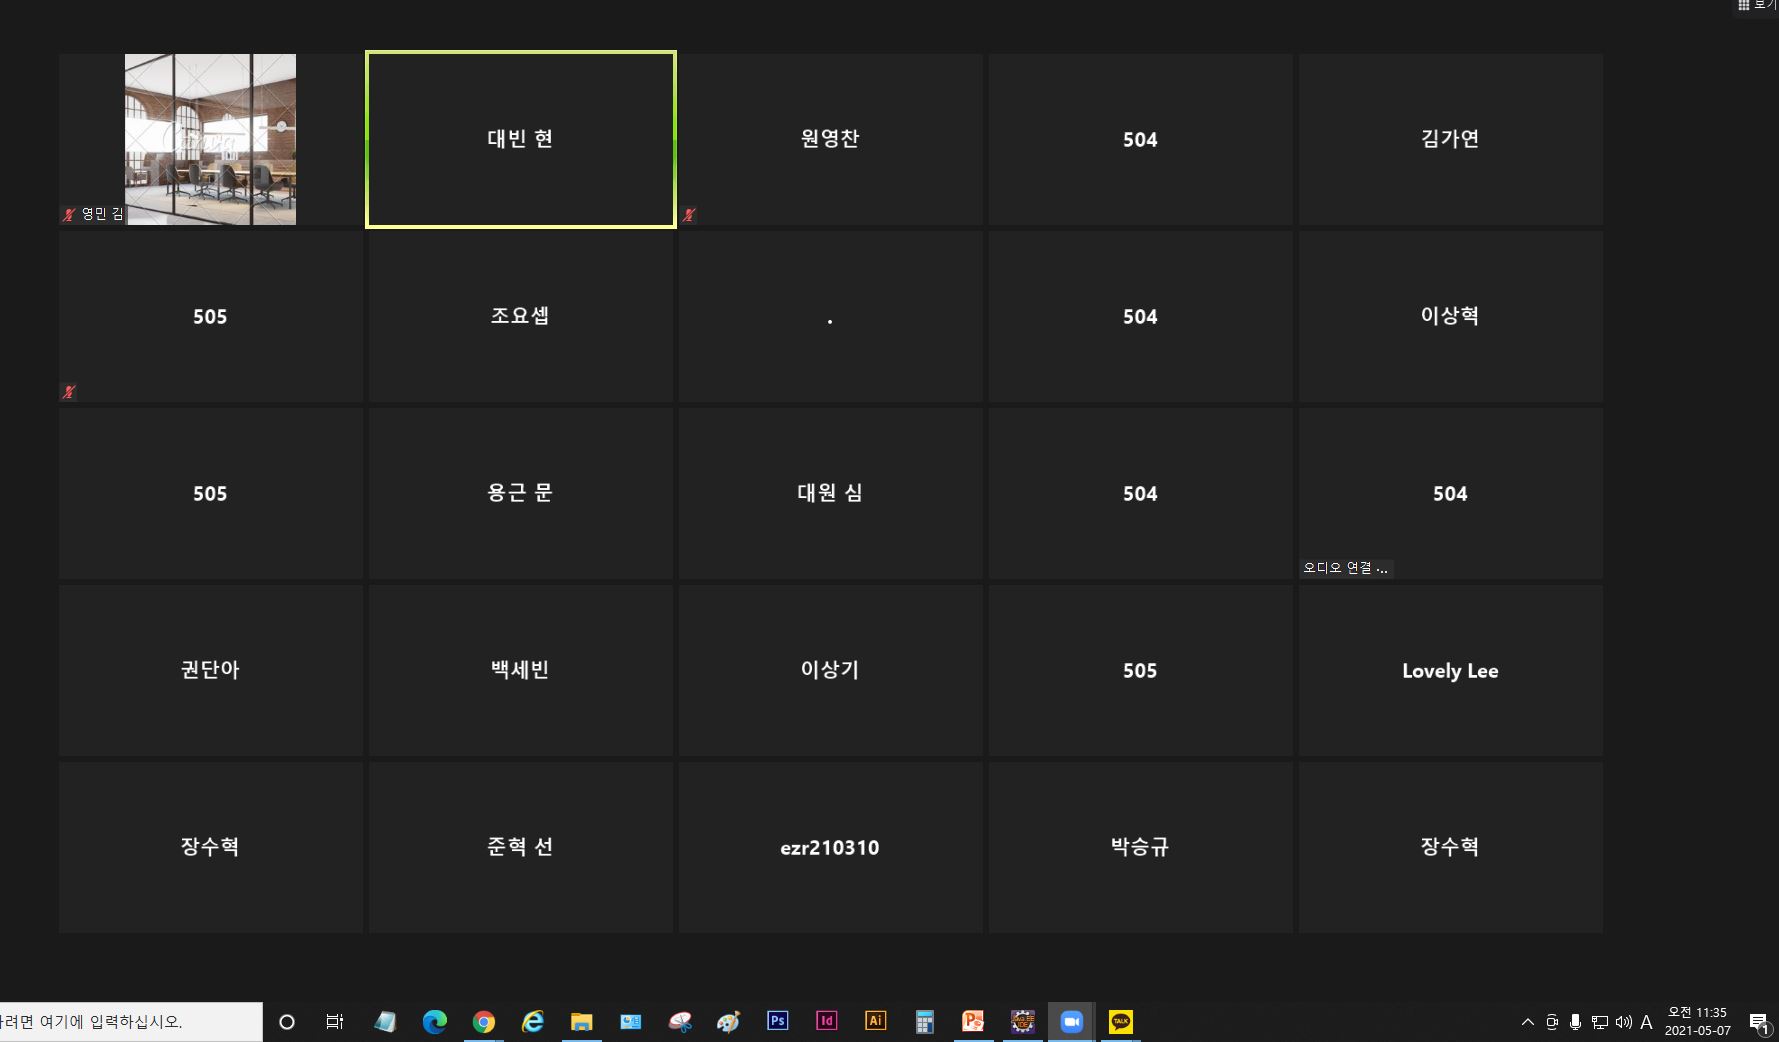 보기
대빈 현
원영찬
504
김가연
영민 김
505
조요셉
.
504
이상혁
505
용근 문
대원 심
504
504
오디오 연결 ...
권단아
백세빈
이상기
505
Lovely Lee
장수혁
준혁 선
ezr210310
박승규
장수혁
하려면 여기에 입력하십시오.
Ps
Id
Ai
TALK
A
오전 11:35
2021-05-07
1